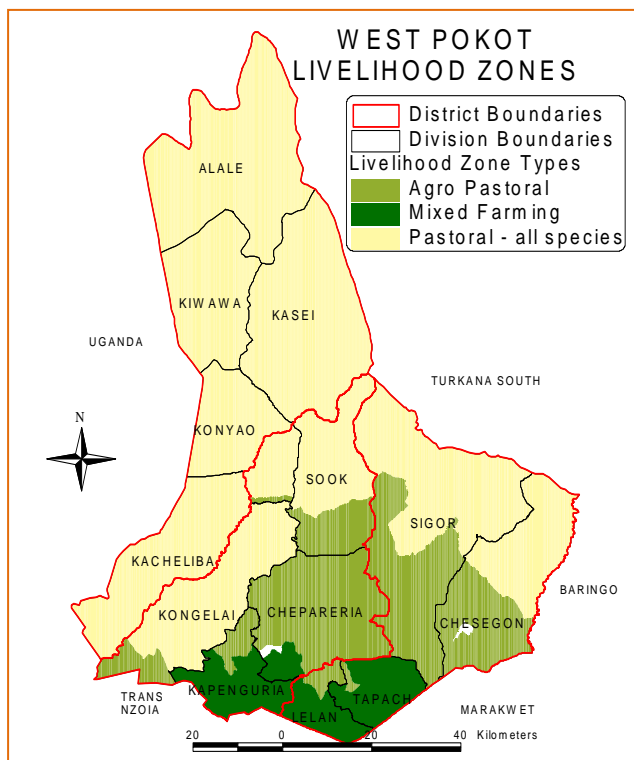 WEST POKOT
LIVELIHOOD ZONES
District Boundaries
Division Boundaries
Livelihood Zone Types
Agro Pastoral
Mixed Farming
Pastoral - all species
ALALE
KIWAWA
KASEI
UGANDA
TURKANA SOUTH
N
KONYAO
SOOK
SIGOR
KACHELIBA
BARINGO
KONGELAI
CHEPARERIA
CHESEGON
TRANS
NZOIA
KAPENGURIA
TAPACH
LELAN
MARAKWET
20 0 20 40 Kilometers